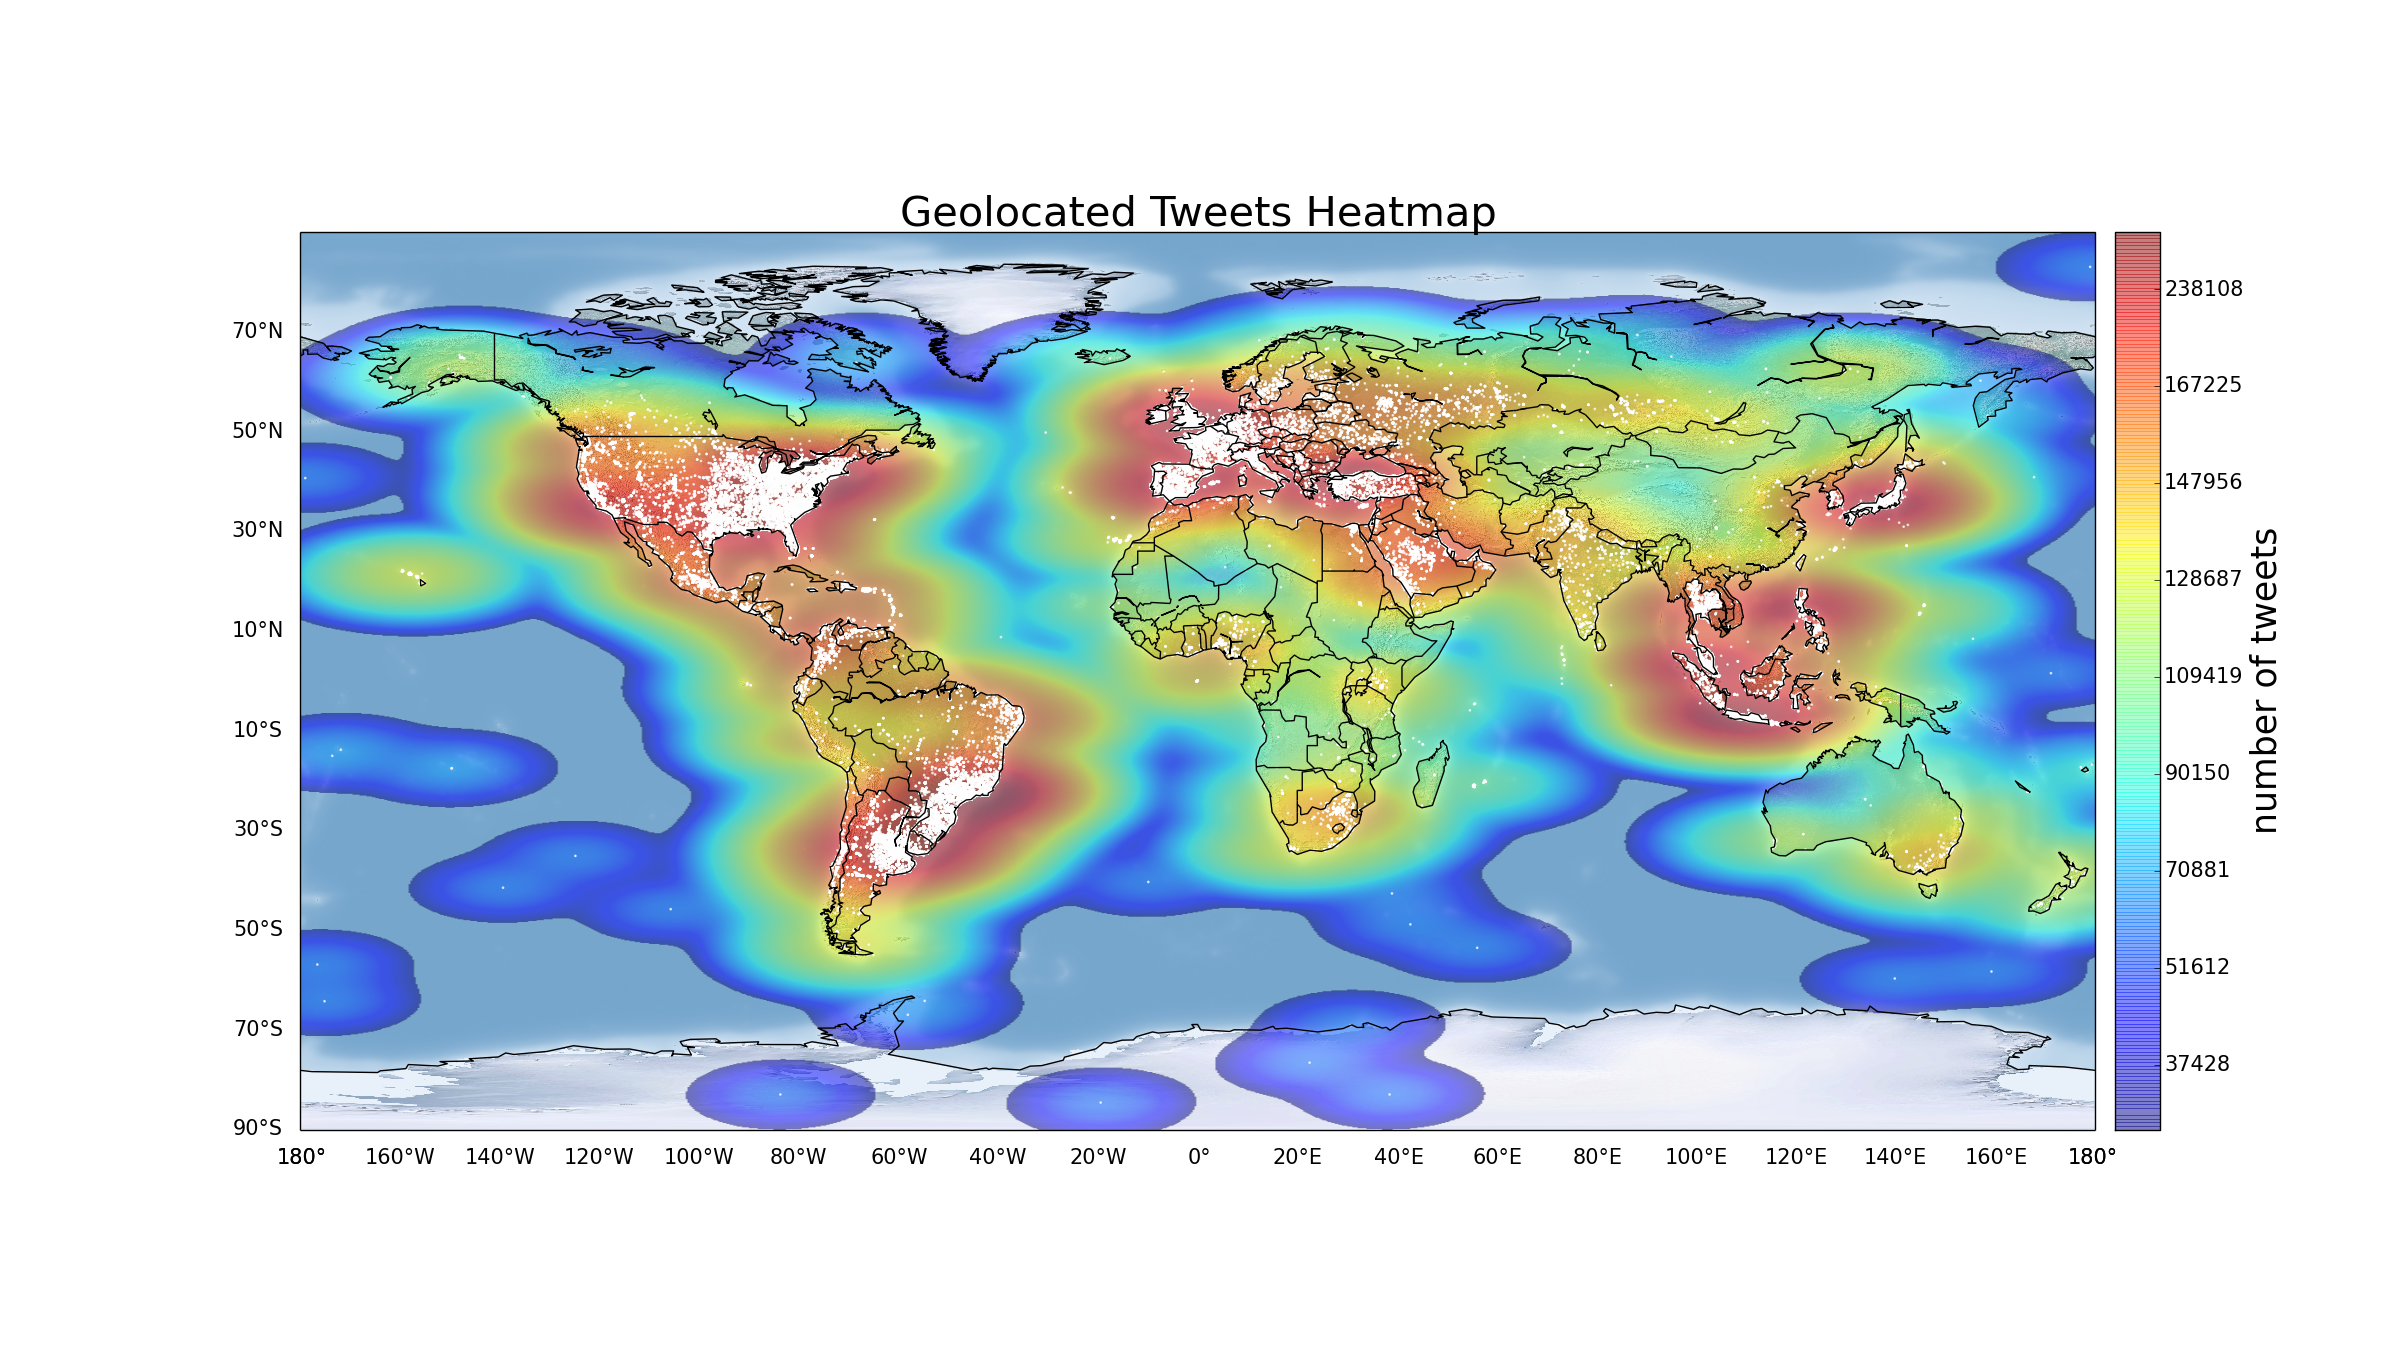 Geolocated Tweets Heatmap
70°N
50°N
30°N
10°N
10°S
30°S
50°S
70°S
90°S
180°
160°W
140°W
120°W
100°W
80°W
60°W
40°W
20°W
0°
20°E
40°E
60°E
80°E
100°E
120°E
140°E
160°E
180°
238108
167225
147956
128687
109419
90150
70881
51612
37428
number of tweets